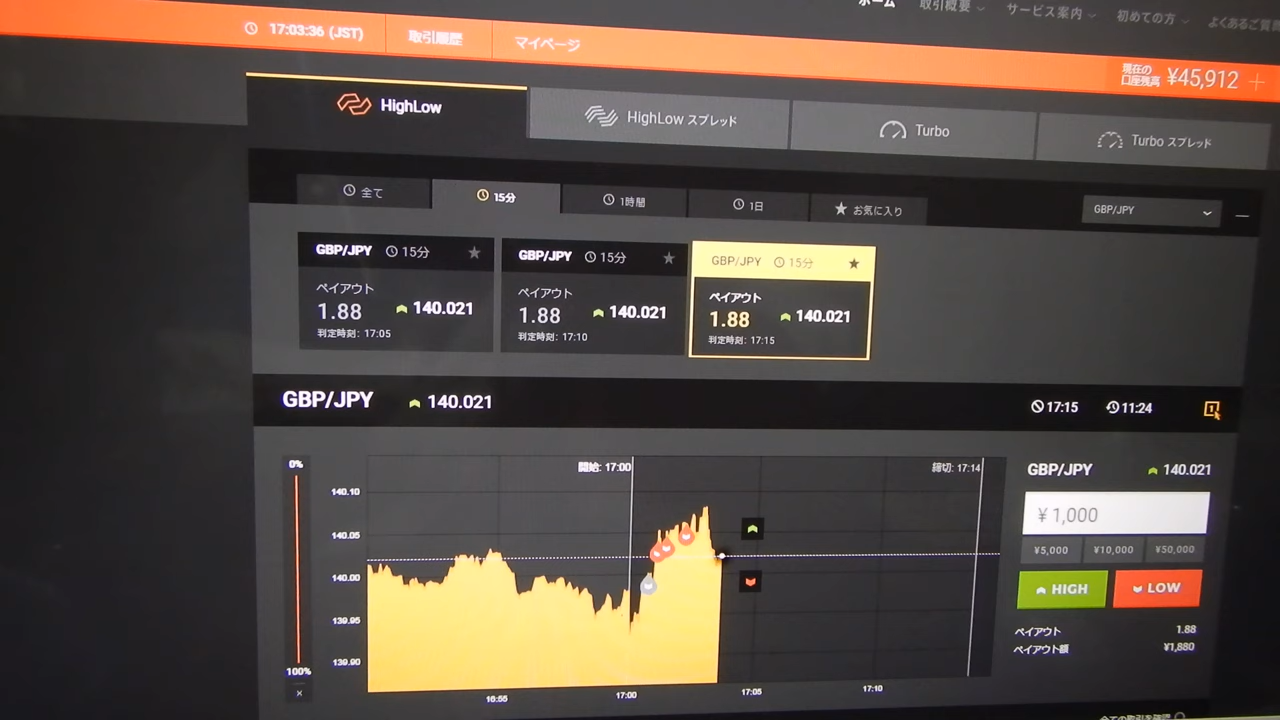 ホーム 取引概要 サービス案内 初めての方 よくあるご質問
17:03:36 (JST) 取引履歴 マイページ
現在の
口座残高 ¥45,912
HighLow HighLow スプレッド Turbo Turbo スプレッド
全て 15分 1時間 1日 お気に入り GBP/JPY
GBP/JPY 15分 GBP/JPY 15分 GBP/JPY 15分
ペイアウト ペイアウト ペイアウト
1.88 140.021 1.88 140.021 1.88 140.021
判定時刻: 17:05 判定時刻: 17:10 判定時刻: 17:15
GBP/JPY 140.021 17:15 11:24 1
0% 開始: 17:00 締切: 17:14 GBP/JPY 140.021
140.10
¥ 1,000
140.05
¥5,000 ¥10,000 ¥50,000
140.00
HIGH LOW
139.95
ペイアウト 1.88
139.90
ペイアウト額 ¥1,880
100%
×
16:55 17:00 17:05 17:10